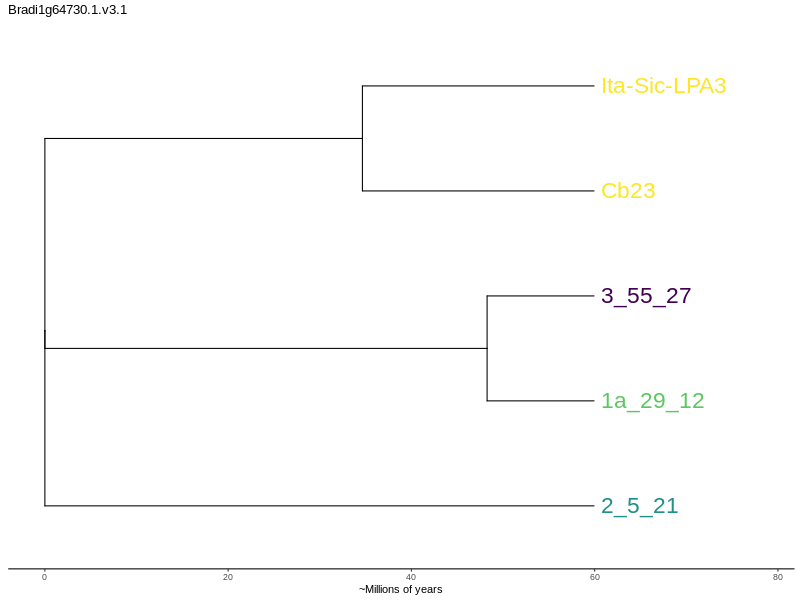 Bradi1g64730.1.v3.1
Ita-Sic-LPA3
Cb23
3_55_27
1a_29_12
2_5_21
0 20 40 60 80
~Millions of years